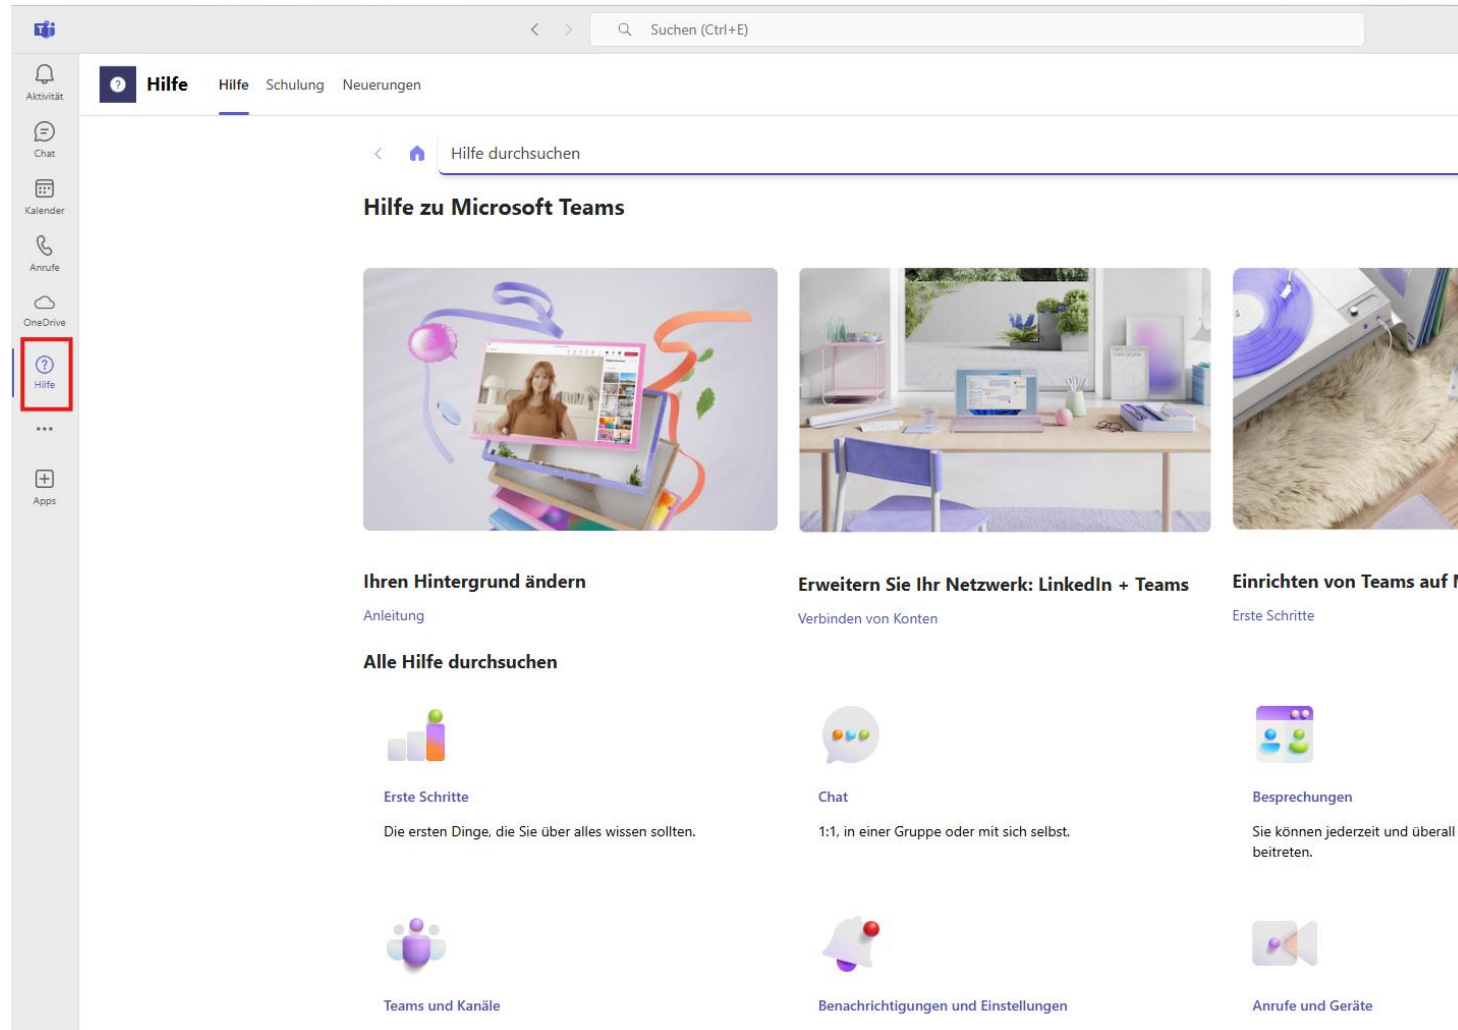 Suchen (Ctrl+E)
Aktivität
Chat
Kalender
Anrufe
OneDrive
Hilfe
Apps
Hilfe
Hilfe Schulung Neuerungen
Hilfe durchsuchen
Hilfe zu Microsoft Teams
Ihren Hintergrund ändern
Anleitung
Erweitern Sie Ihr Netzwerk: LinkedIn + Teams
Verbinden von Konten
Einrichten von Teams auf
Erste Schritte
Alle Hilfe durchsuchen
Erste Schritte
Die ersten Dinge, die Sie über alles wissen sollten.
Chat
1:1, in einer Gruppe oder mit sich selbst.
Besprechungen
Sie können jederzeit und überall
beitreten.
Teams und Kanäle
Benachrichtigungen und Einstellungen
Anrufe und Geräte